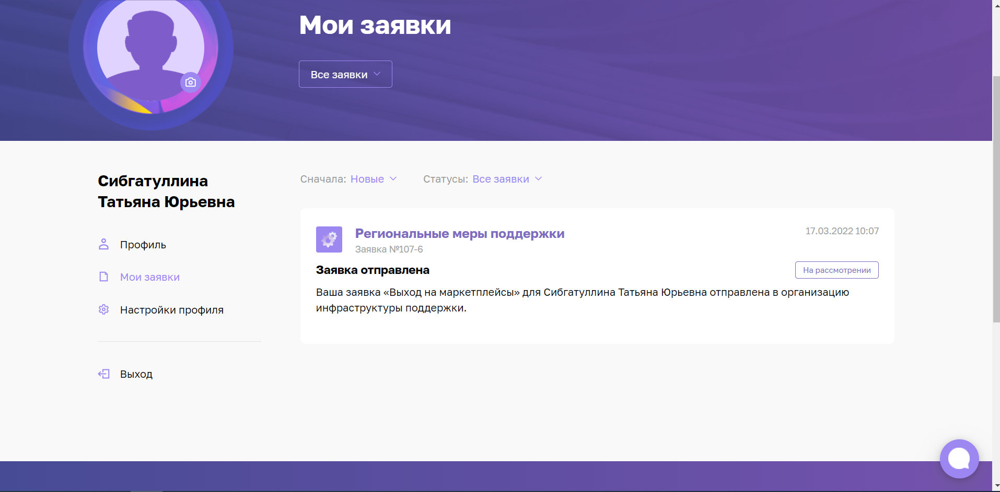 Мои заявки
Все заявки
Сибгатуллина
Татьяна Юрьевна
Профиль
Мои заявки
Настройки профиля
Выход
Сначала: Новые Статусы: Все заявки
Региональные меры поддержки
17.03.2022 10:07
Заявка №107-6
Заявка отправлена
На рассмотрении
Ваша заявка «Выход на маркетплейсы» для Сибгатуллина Татьяна Юрьевна отправлена в организацию
инфраструктуры поддержки.